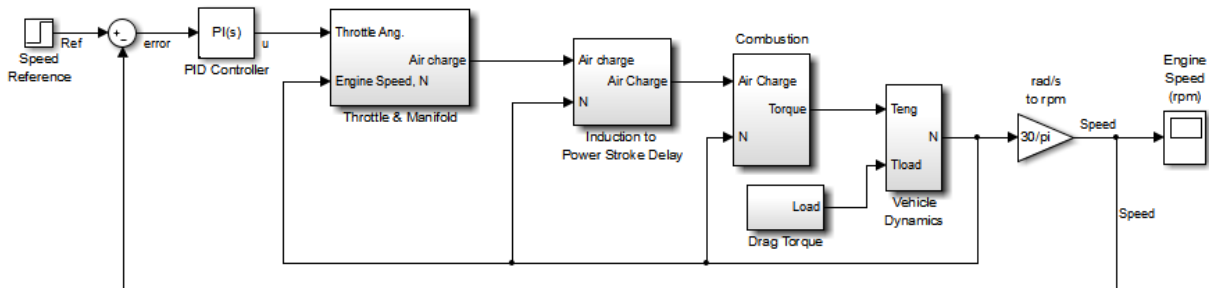 Speed
Reference
Ref
+
-
error
PI(s)
PID Controller
u
Throttle Ang.
Engine Speed, N
Air charge
Throttle & Manifold
Air charge
N
Air Charge
Induction to
Power Stroke Delay
Combustion
Air Charge
N
Torque
Load
Drag Torque
Teng
Tload
N
Vehicle
Dynamics
rad/s
to rpm
30/pi
Speed
Speed
Engine
Speed
(rpm)